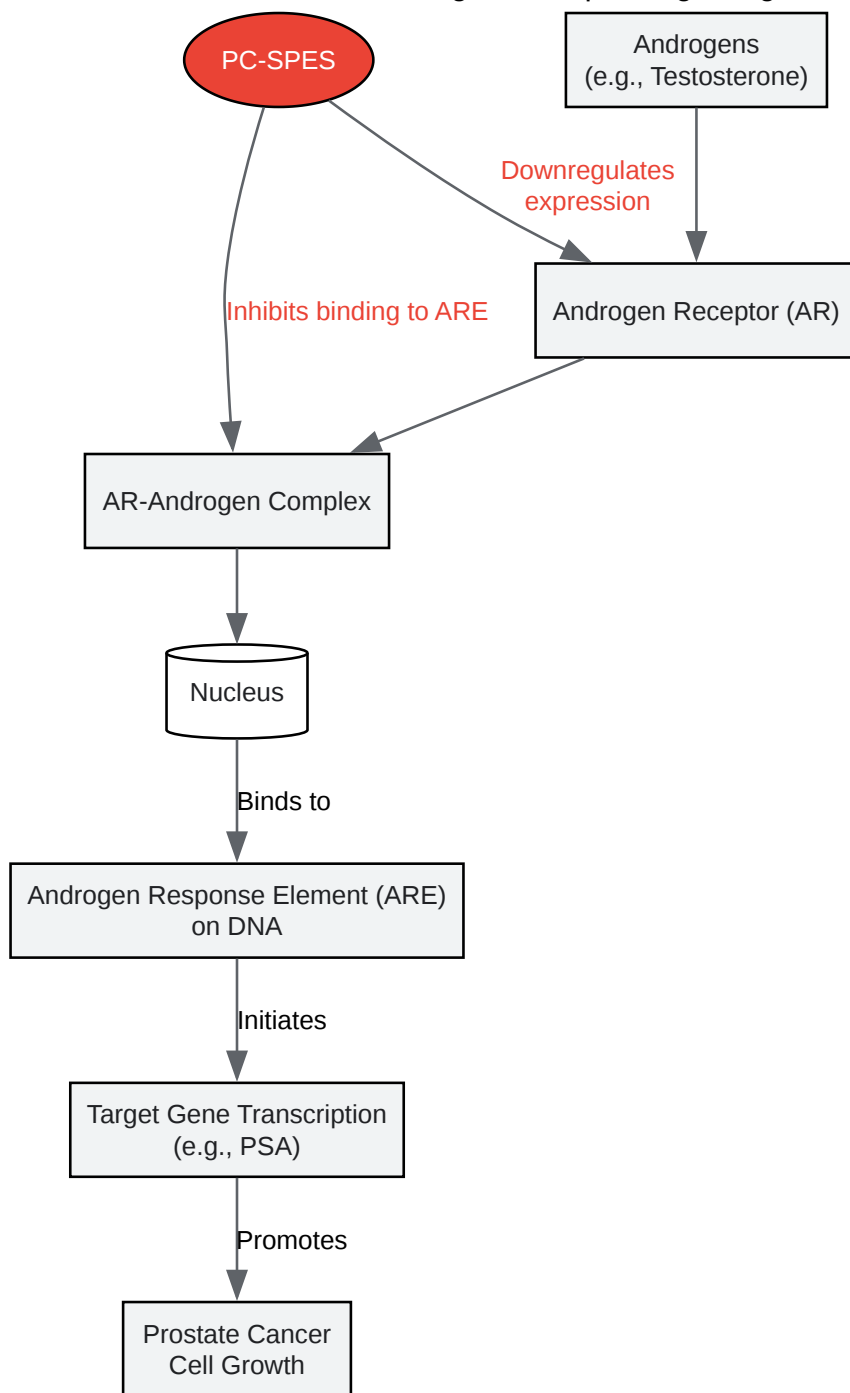 PC-SPES
Androgens
(e.g., Testosterone)
Downregulates
expression
Inhibits binding to ARE
Androgen Receptor (AR)
AR-Androgen Complex
Nucleus
Binds to
Androgen Response Element (ARE)
on DNA
Initiates
Target Gene Transcription
(e.g., PSA)
Promotes
Prostate Cancer
Cell Growth